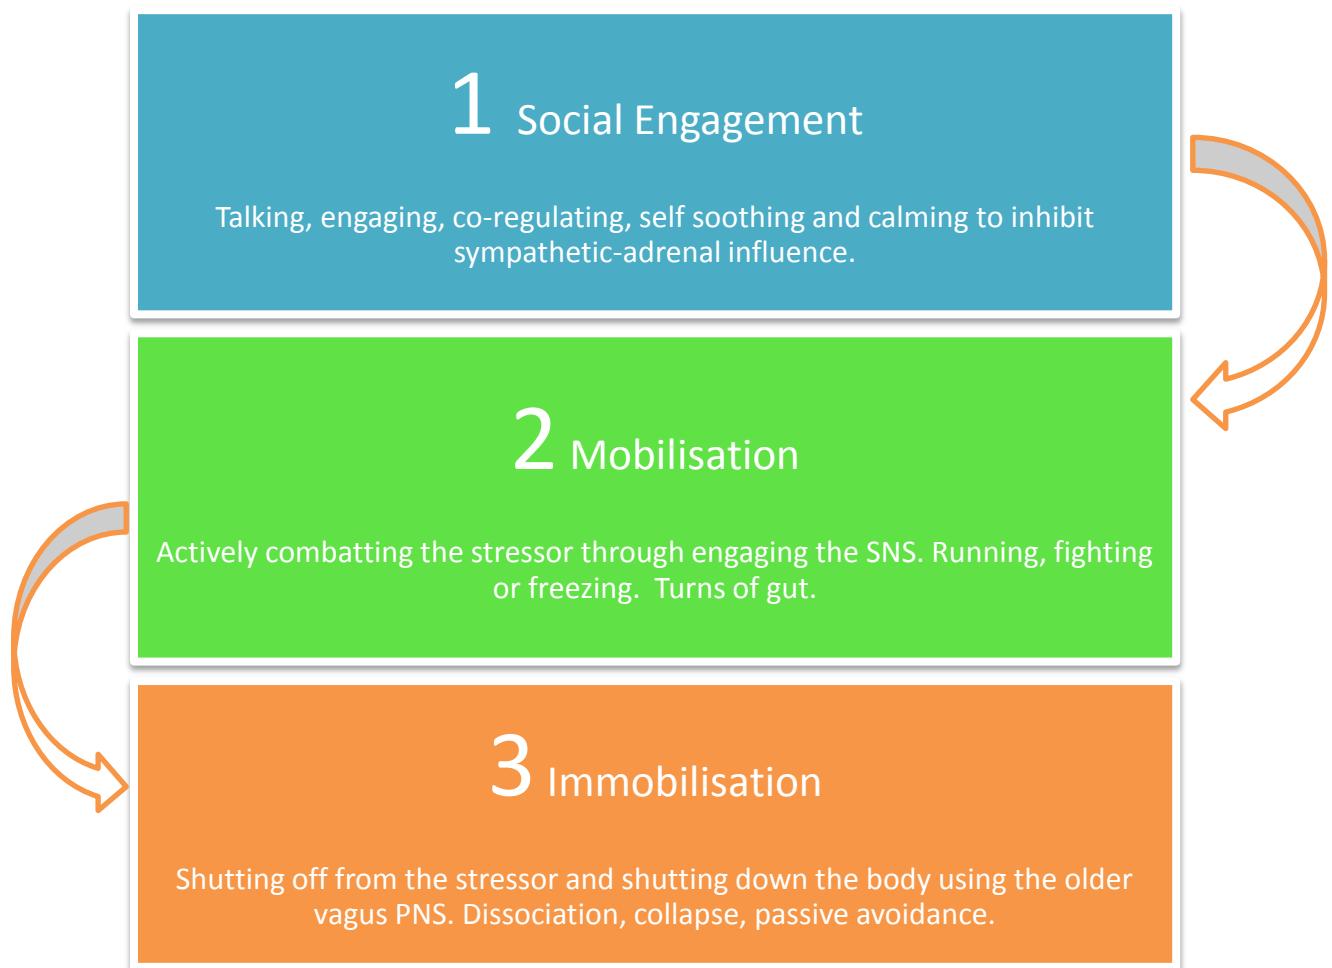 1 Social Engagement
Talking, engaging, co-regulating, self soothing and calming to inhibit
sympathetic-adrenal influence.
2 Mobilisation
Actively combatting the stressor through engaging the SNS. Running, fighting
or freezing.  Turns of gut.
3 Immobilisation
Shutting off from the stressor and shutting down the body using the older
vagus PNS. Dissociation, collapse, passive avoidance.